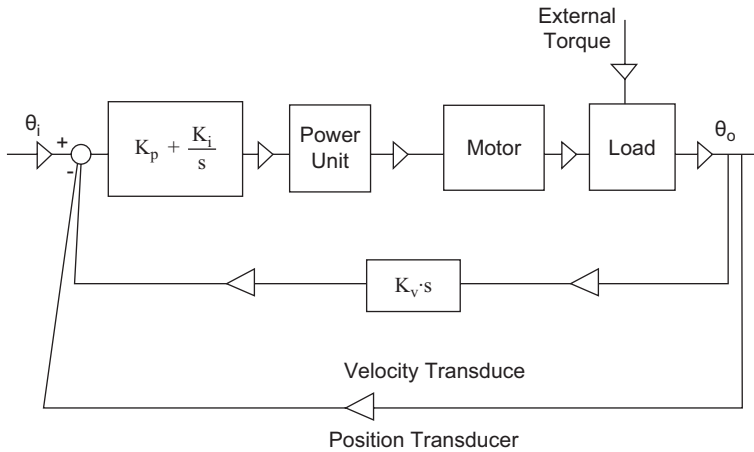 External
Torque
θi
+
-
Kp + Ki
s
Power
Unit
Motor
Load
θo
Kv·s
Velocity Transduce
Position Transducer